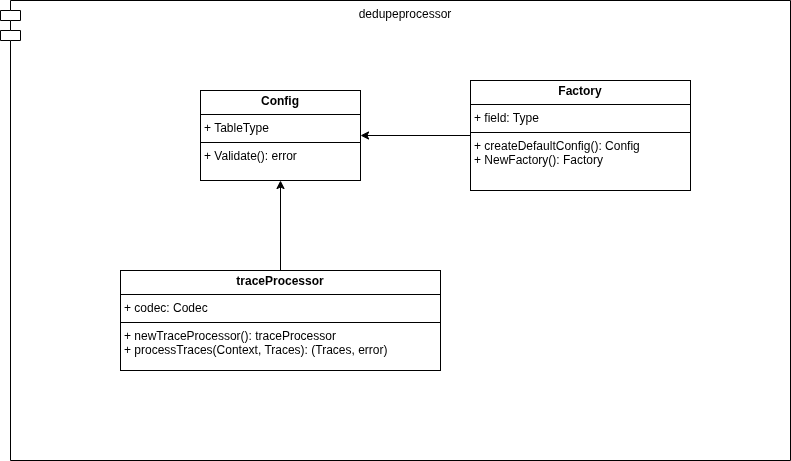 dedupeprocessor
Config
+ TableType
+ Validate(): error
Factory
+ field: Type
+ createDefaultConfig(): Config
+ NewFactory(): Factory
traceProcessor
+ codec: Codec
+ newTraceProcessor(): traceProcessor
+ processTraces(Context, Traces): (Traces, error)